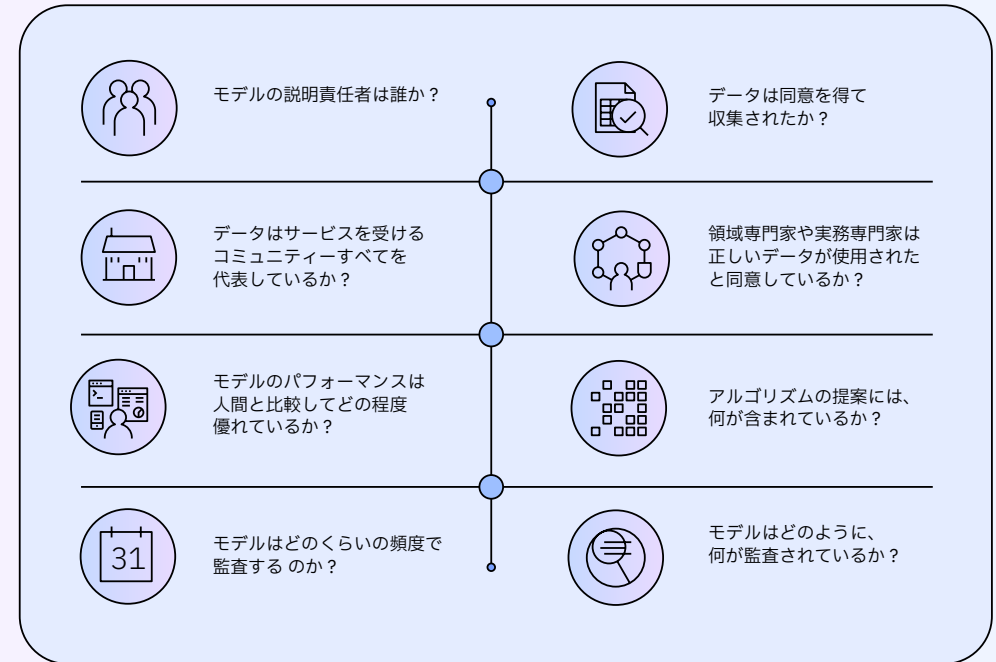 モデルの説明責任者は誰か？
データは同意を得て
収集されたか？
データはサービスを受ける
コミュニティーすべてを
代表しているか？
領域専門家や実務専門家は
正しいデータが使用された
と同意しているか？
モデルのパフォーマンスは
人間と比較してどの程度
優れているか？
アルゴリズムの提案には、
何が含まれているか？
31
モデルはどのくらいの頻度で
監査する のか？
モデルはどのように、
何が監査されているか？